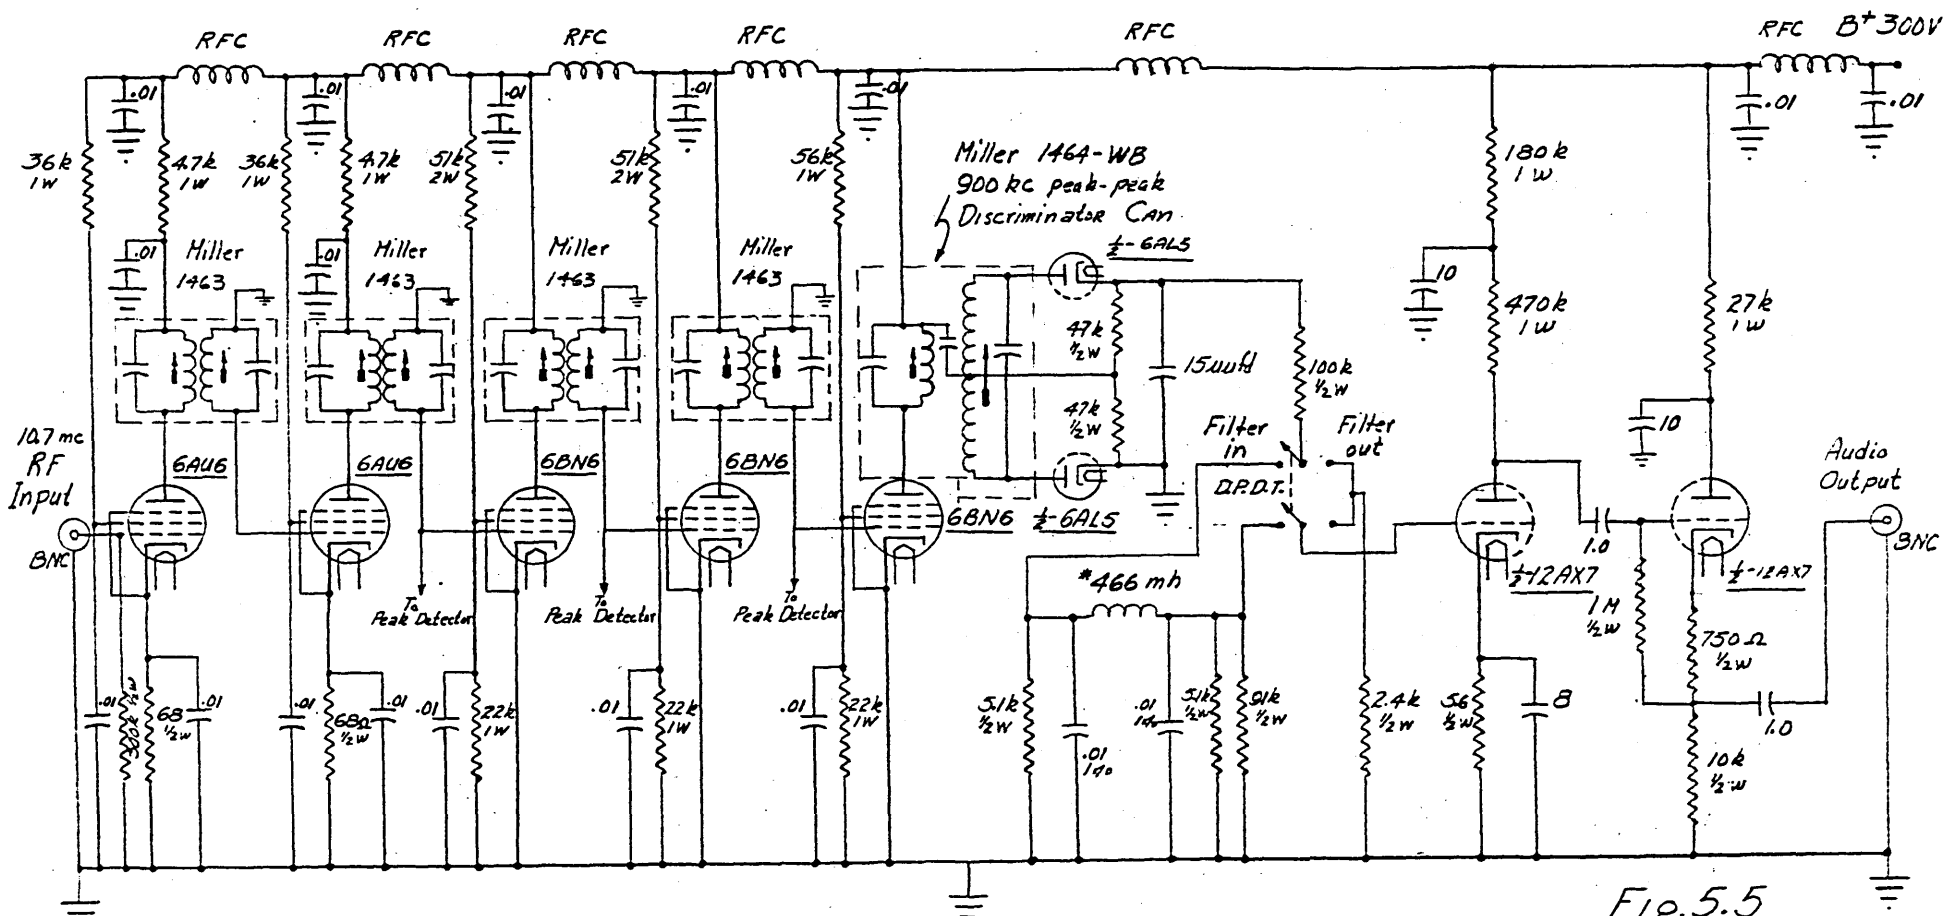 RFC
RFC
RFC
RFC
RFC
RFC B+ 300V
.01
.01
.01
.01
.01
.01
.01
36k
1W
4.7k
1W
36k
1W
4.7k
1W
51k
2W
51k
2W
56k
1W
Miller 1464-WB
900 kc peak-peak
Discriminator Can
180k
1W
.01
Miller
1463
.01
Miller
1463
Miller
1463
Miller
1463
½-6AL5
10
470k
1W
27k
1W
47k
½W
15uufd
100k
½W
47k
½W
Filter
in
Filter
out
D.P.D.T.
10
10.7 mc
RF
Input
BNC
6AU6
6AU6
6BN6
6BN6
6BN6
½-6AL5
Audio
Output
BNC
1.0
½-12AX7
½-12AX7
*466 mh
To
Peak Detector
To
Peak Detector
To
Peak Detector
1M
½W
750Ω
½W
.01
300k ½W
68
½W
.01
.01
68Ω
½W
.01
.01
22k
1W
.01
22k
1W
.01
22k
1W
5.1k
½W
.01
1%
.01
1%
5.1k
½W
91k
½W
2.4k
½W
56
½W
8
1.0
10k
½W
Fig. 5.5